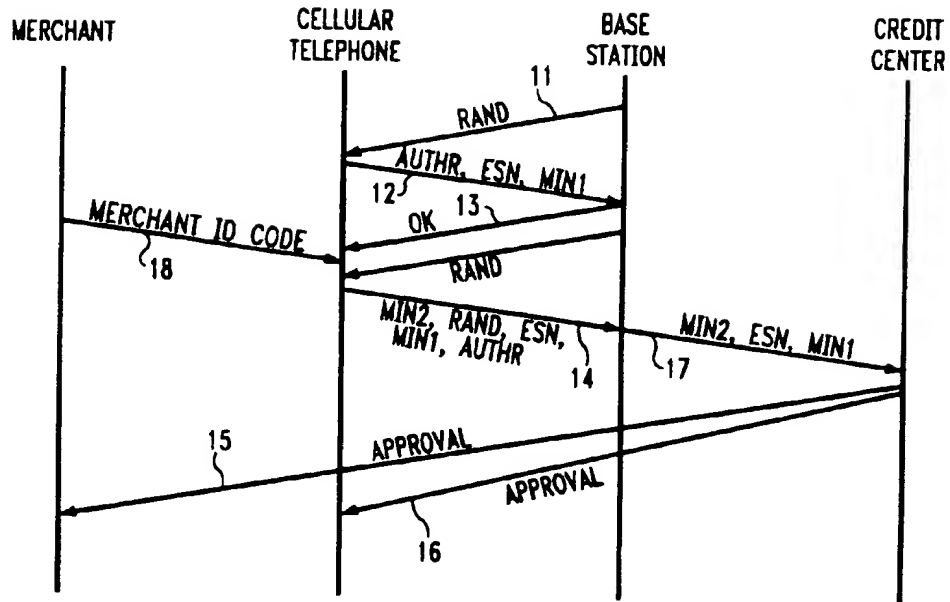 MERCHANT
CELLULAR
TELEPHONE
BASE
STATION
CREDIT
CENTER
11
RAND
AUTHR, ESN, MIN1
12
13
OK
MERCHANT ID CODE
18
RAND
MIN2, RAND, ESN,
MIN1, AUTHR
14
MIN2, ESN, MIN1
17
15
APPROVAL
APPROVAL
16